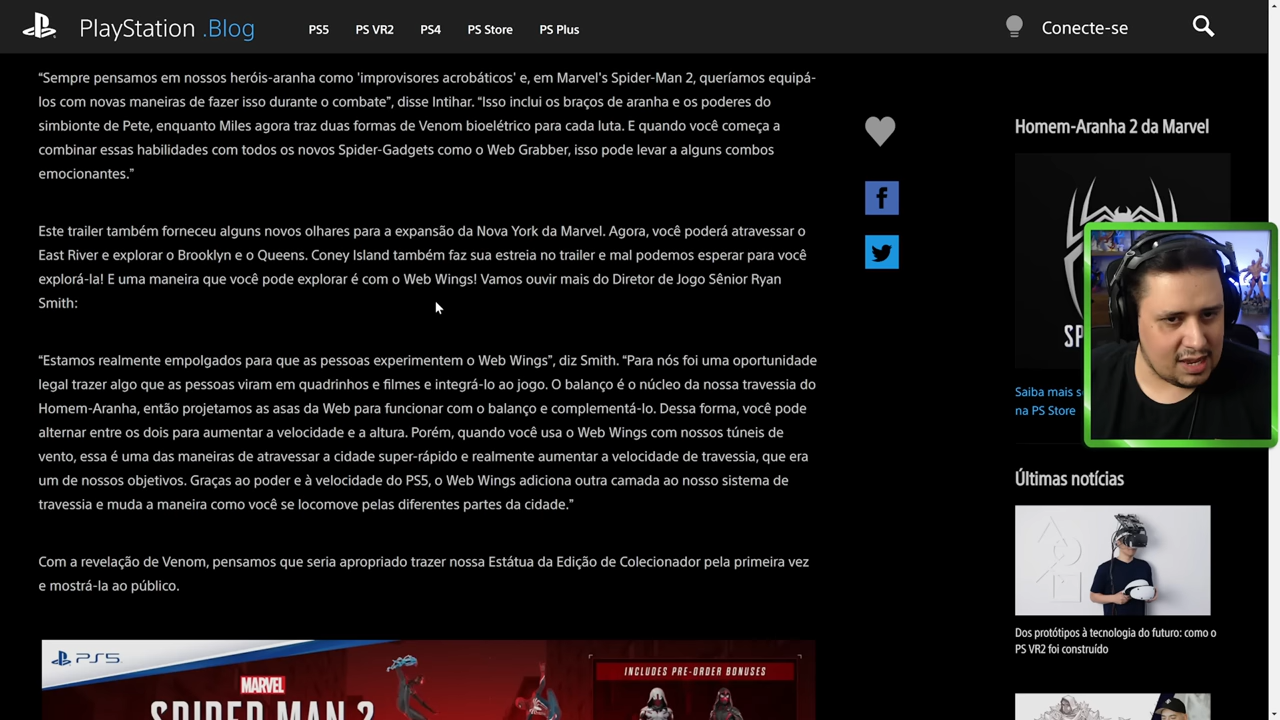 PlayStation .Blog
PS5
PS VR2
PS4
PS Store
PS Plus
Conecte-se
“Sempre pensamos em nossos heróis-aranha como 'improvisores acrobáticos' e, em Marvel's Spider-Man 2, queríamos equipá-
los com novas maneiras de fazer isso durante o combate”, disse Intihar. “Isso inclui os braços de aranha e os poderes do
simbionte de Pete, enquanto Miles agora traz duas formas de Venom bioelétrico para cada luta. E quando você começa a
combinar essas habilidades com todos os novos Spider-Gadgets como o Web Grabber, isso pode levar a alguns combos
emocionantes.”
Este trailer também forneceu alguns novos olhares para a expansão da Nova York da Marvel. Agora, você poderá atravessar o
East River e explorar o Brooklyn e o Queens. Coney Island também faz sua estreia no trailer e mal podemos esperar para você
explorá-la! E uma maneira que você pode explorar é com o Web Wings! Vamos ouvir mais do Diretor de Jogo Sênior Ryan
Smith:
“Estamos realmente empolgados para que as pessoas experimentem o Web Wings”, diz Smith. “Para nós foi uma oportunidade
legal trazer algo que as pessoas viram em quadrinhos e filmes e integrá-lo ao jogo. O balanço é o núcleo da nossa travessia do
Homem-Aranha, então projetamos as asas da Web para funcionar com o balanço e complementá-lo. Dessa forma, você pode
alternar entre os dois para aumentar a velocidade e a altura. Porém, quando você usa o Web Wings com nossos túneis de
vento, essa é uma das maneiras de atravessar a cidade super-rápido e realmente aumentar a velocidade de travessia, que era
um de nossos objetivos. Graças ao poder e à velocidade do PS5, o Web Wings adiciona outra camada ao nosso sistema de
travessia e muda a maneira como você se locomove pelas diferentes partes da cidade.”
Com a revelação de Venom, pensamos que seria apropriado trazer nossa Estátua da Edição de Colecionador pela primeira vez
e mostrá-la ao público.
PS5
MARVEL
SPIDER-MAN 2
INCLUDES PRE-ORDER BONUSES
Homem-Aranha 2 da Marvel
SP
Saiba mais s
na PS Store
Últimas notícias
Dos protótipos à tecnologia do futuro: como o
PS VR2 foi construído